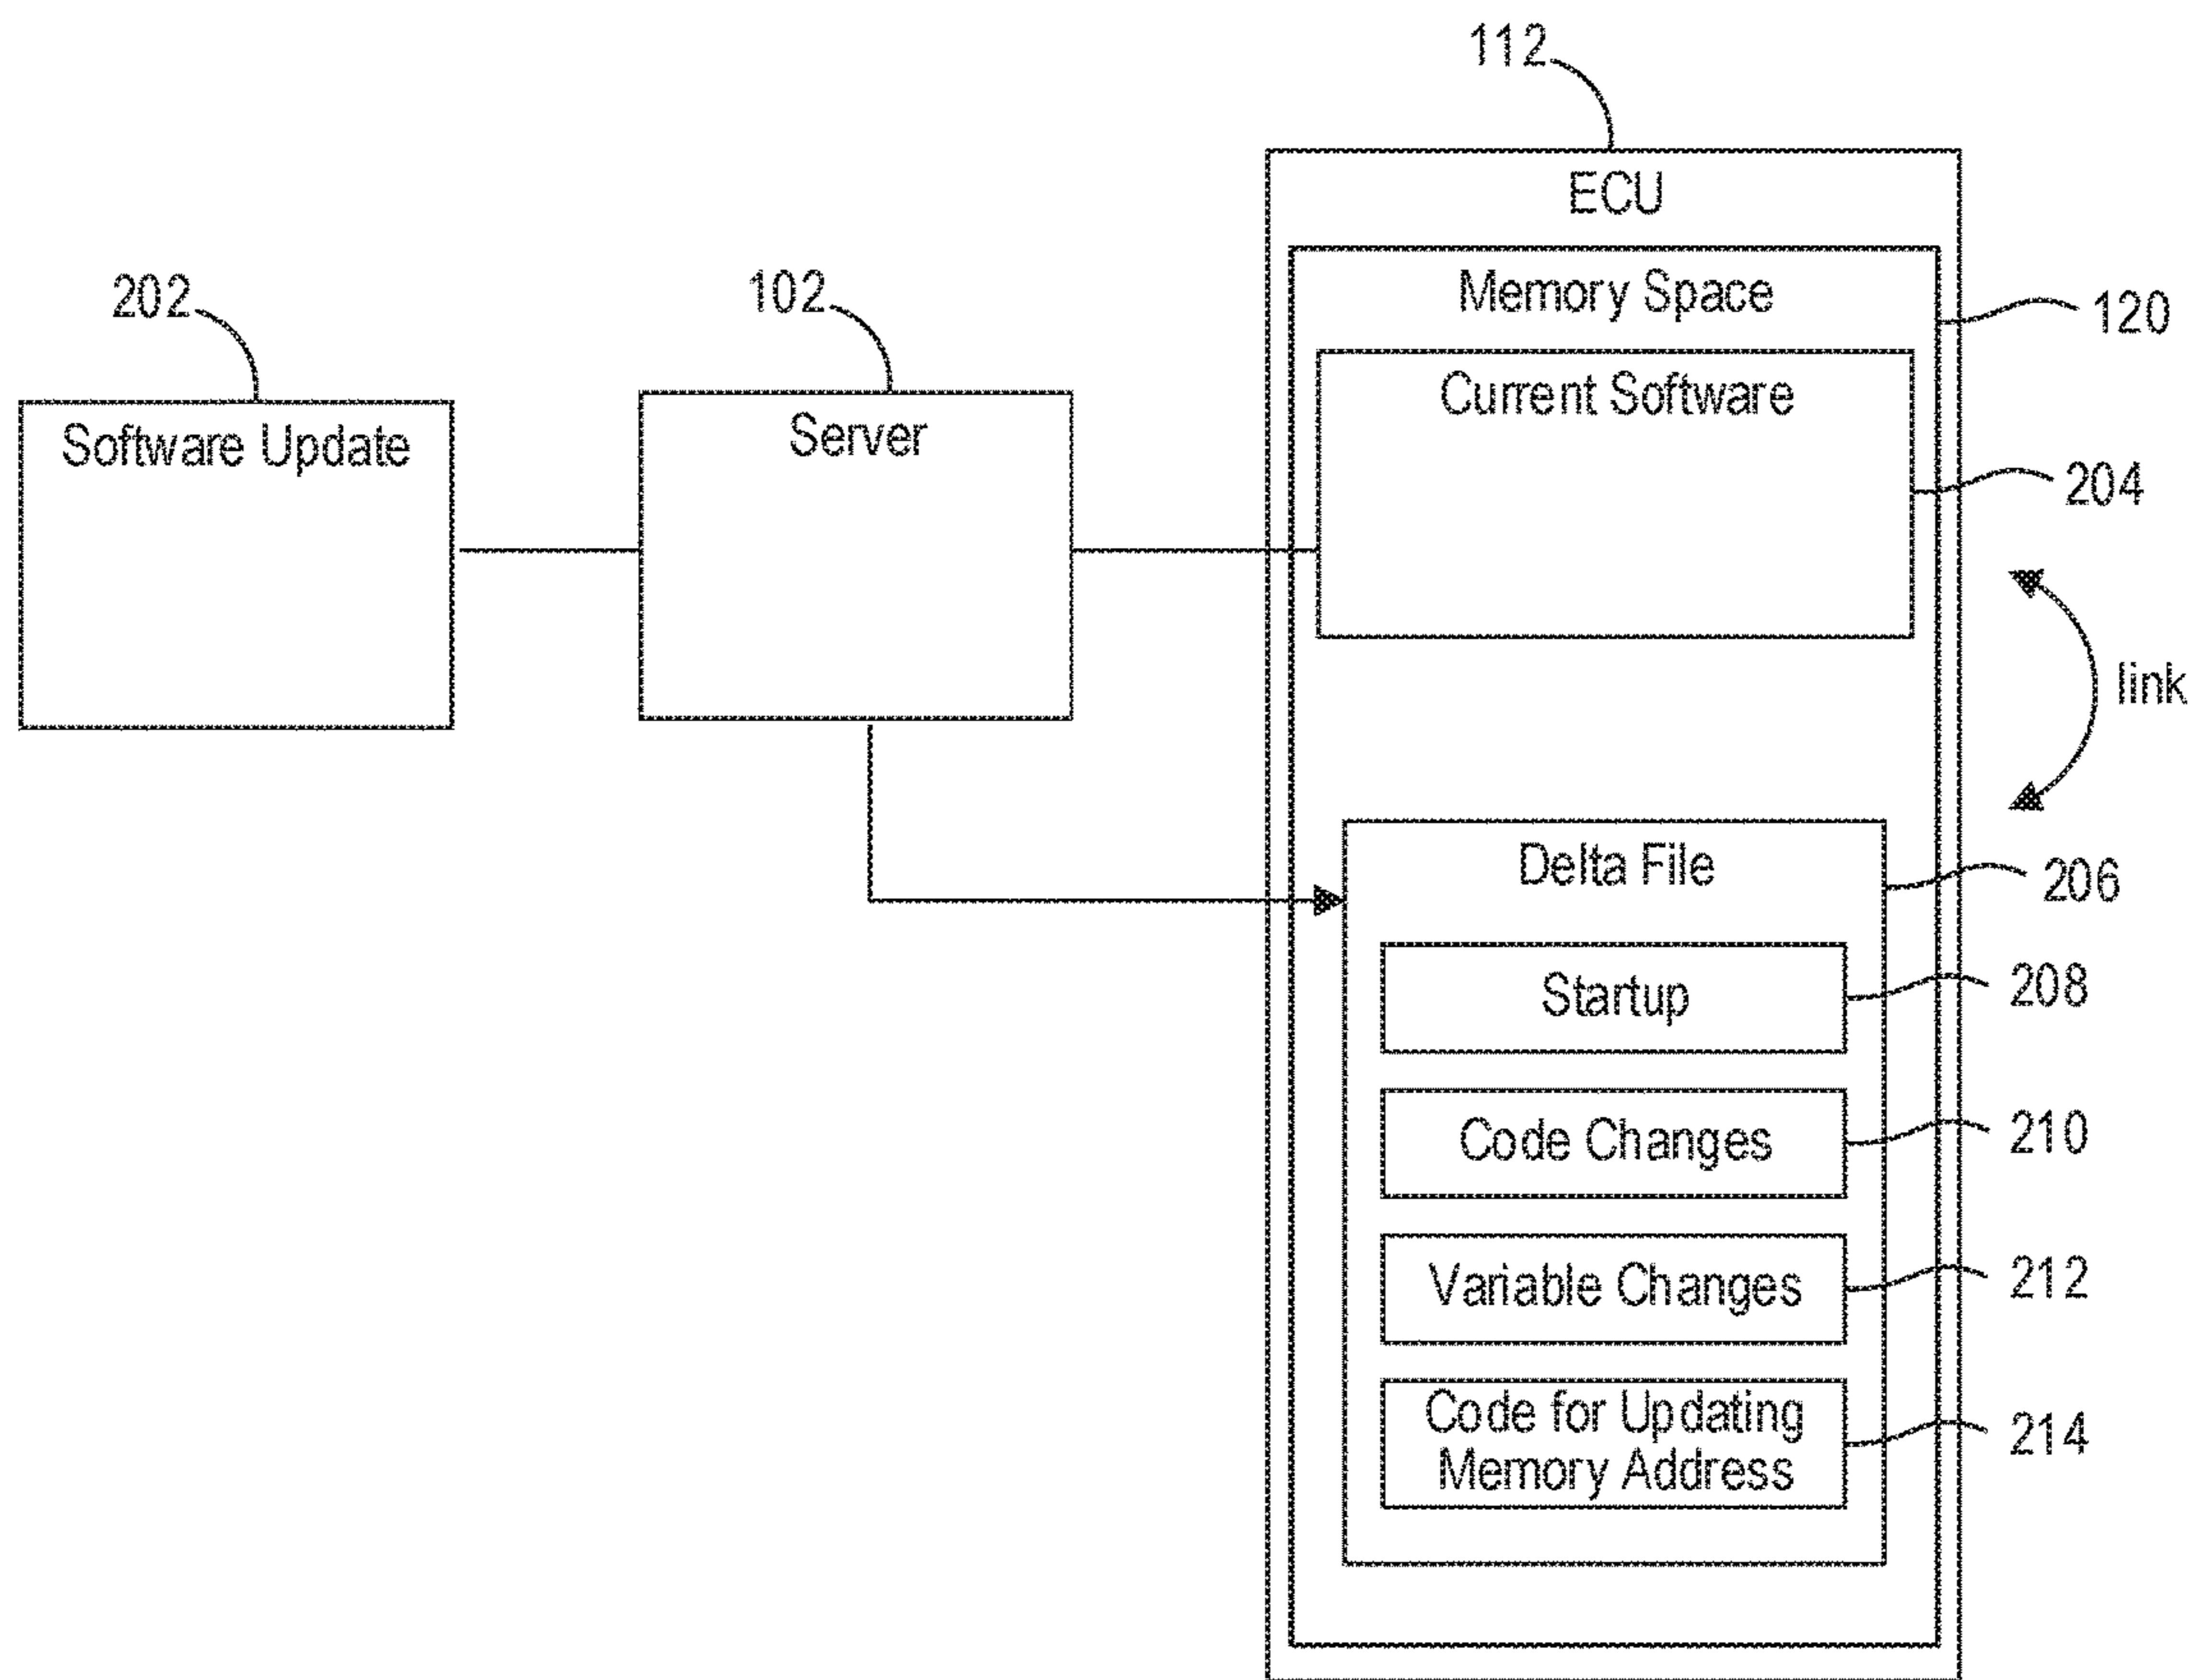 112
ECU
202
102
Memory Space
120
Software Update
Server
Current Software
204
link
Delta File
206
Startup
208
Code Changes
210
Variable Changes
212
Code for Updating
Memory Address
214